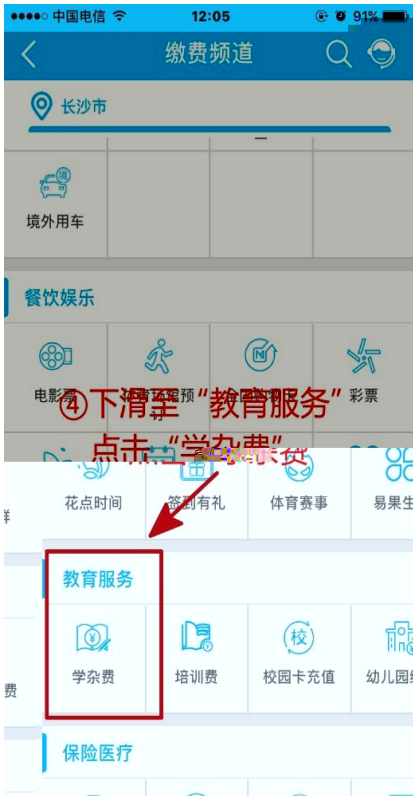 中国电信 12:05 91%
缴费频道
长沙市
境外用车
餐饮娱乐
电影票 彩票
④下滑至“教育服务”
点击“学杂费”
花点时间 签到有礼 体育赛事 易果生
教育服务
学杂费 培训费 校园卡充值 幼儿园
费
保险医疗